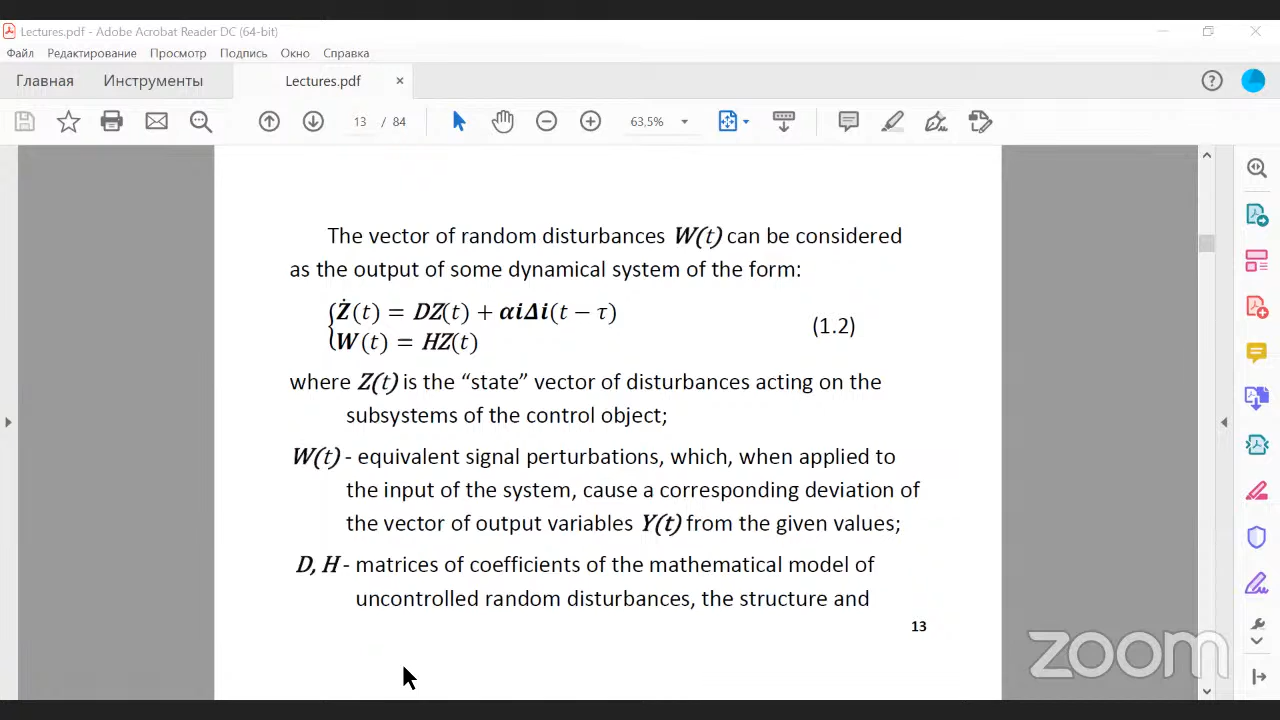 Lectures.pdf - Adobe Acrobat Reader DC (64-bit)
Файл Редактирование Просмотр Подпись Окно Справка
Главная Инструменты Lectures.pdf ×
13 / 84 63,5%
The vector of random disturbances W(t) can be considered
as the output of some dynamical system of the form:
Ż(t) = DZ(t) + αiΔi(t − τ)
W(t) = HZ(t)
(1.2)
where Z(t) is the “state” vector of disturbances acting on the
subsystems of the control object;
W(t) - equivalent signal perturbations, which, when applied to
the input of the system, cause a corresponding deviation of
the vector of output variables Y(t) from the given values;
D, H - matrices of coefficients of the mathematical model of
uncontrolled random disturbances, the structure and
13
zoom